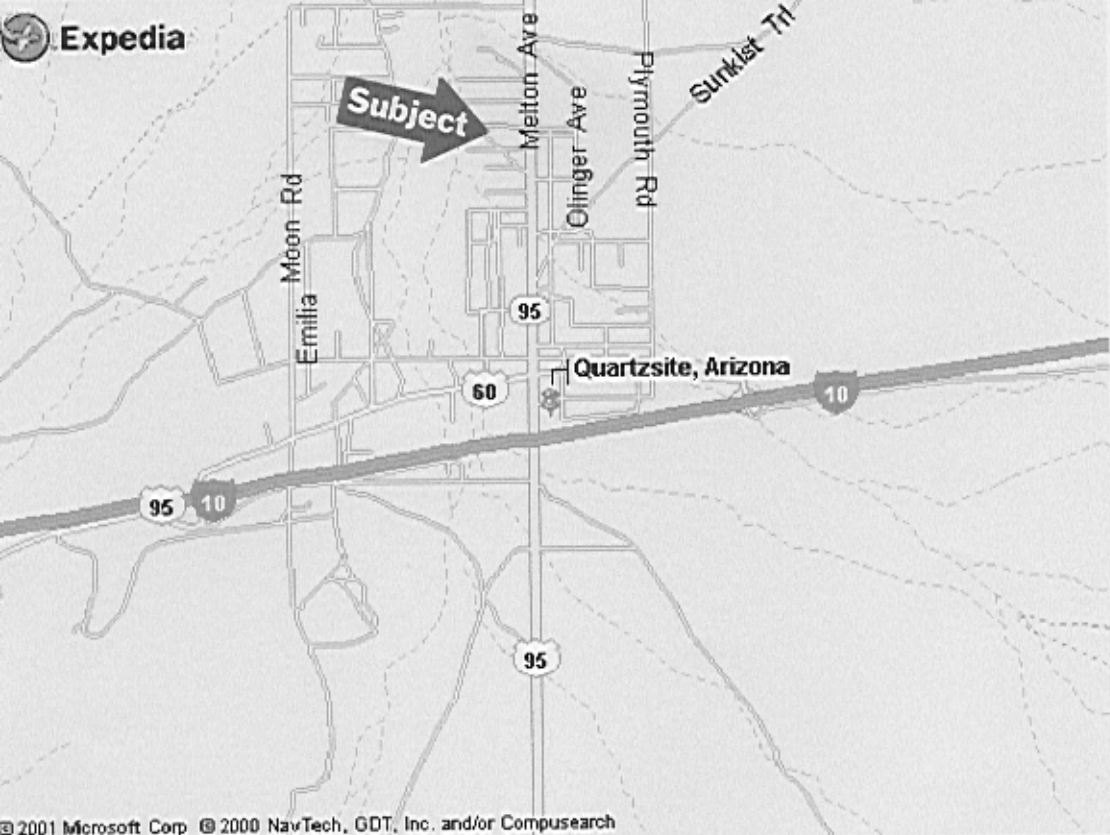 Expedia
Subject
Melton Ave
Plymouth Rd
Sunkist Trl
Olinger Ave
Moon Rd
Emilia
95
Quartzsite, Arizona
60
10
95
10
95
© 2001 Microsoft Corp © 2000 NavTech, GDT, Inc. and/or Compusearch